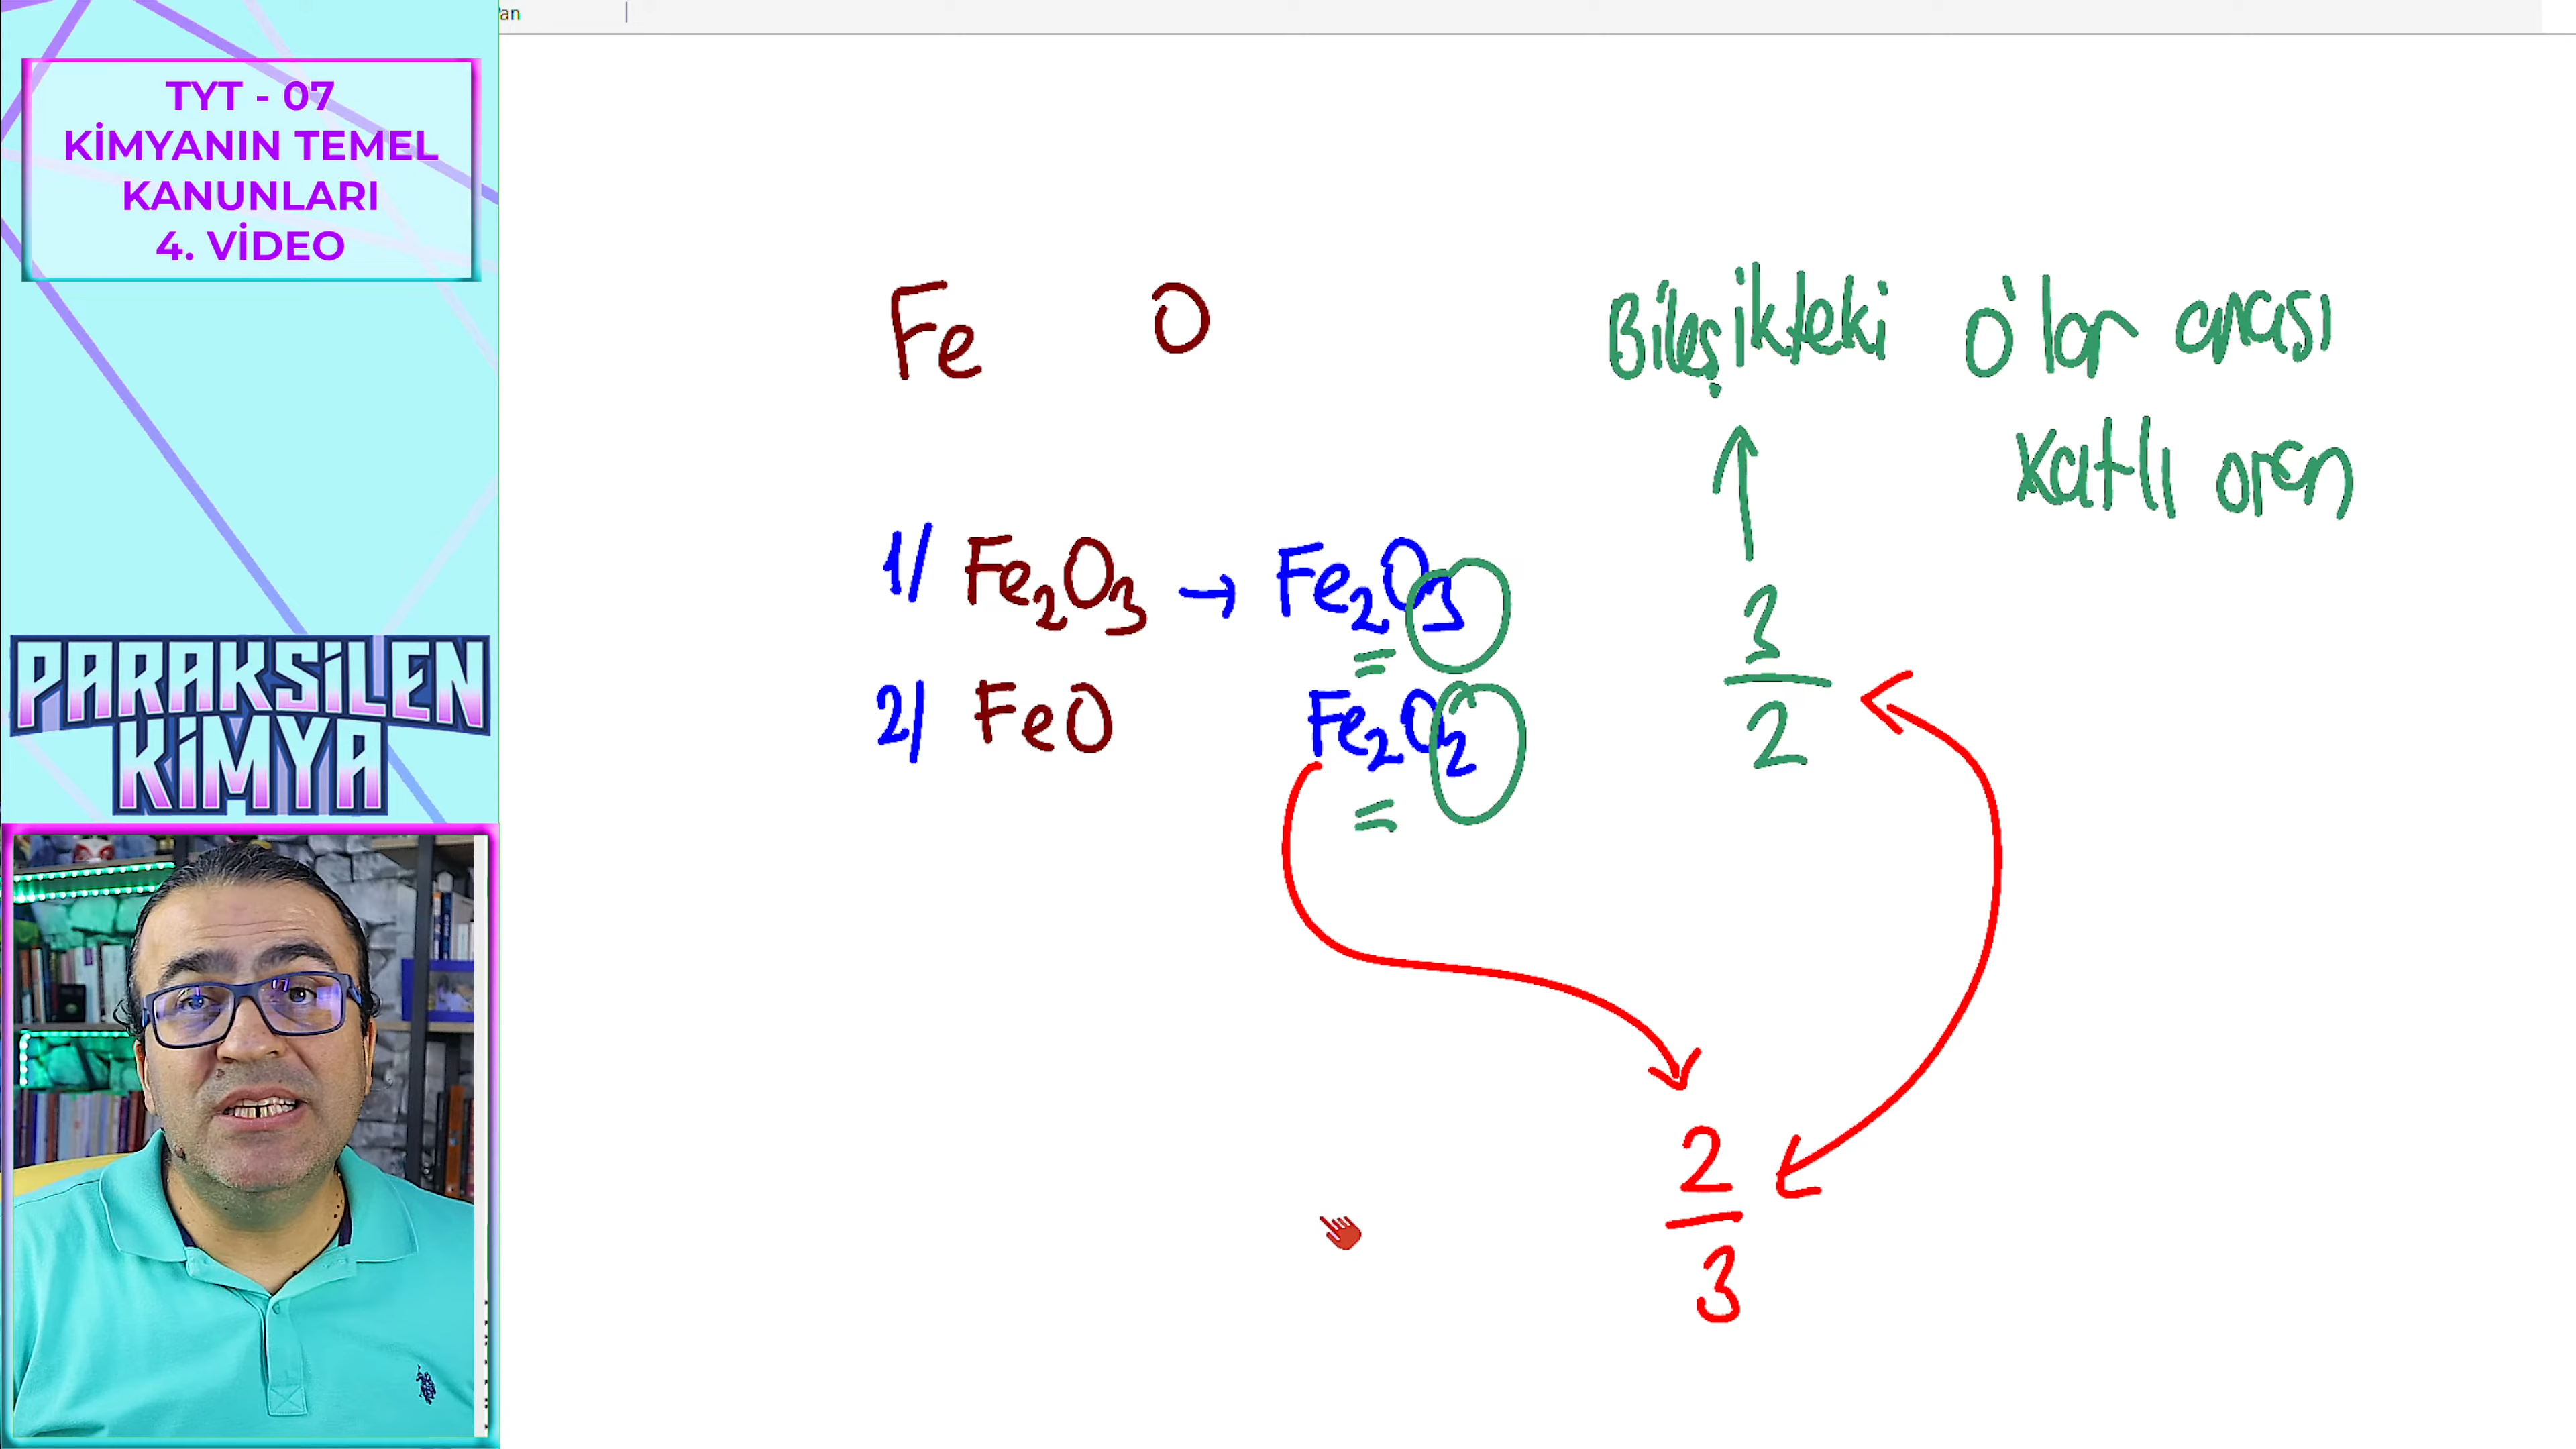 an
TYT - 07
KİMYANIN TEMEL
KANUNLARI
4. VİDEO
PARAKSİLEN
KİMYA
Fe O
Bileşikteki O'lar arası
Katlı oran
1/ Fe₂O₃ → Fe₂O₃
2/ FeO Fe₂O₂
3
2
2
3